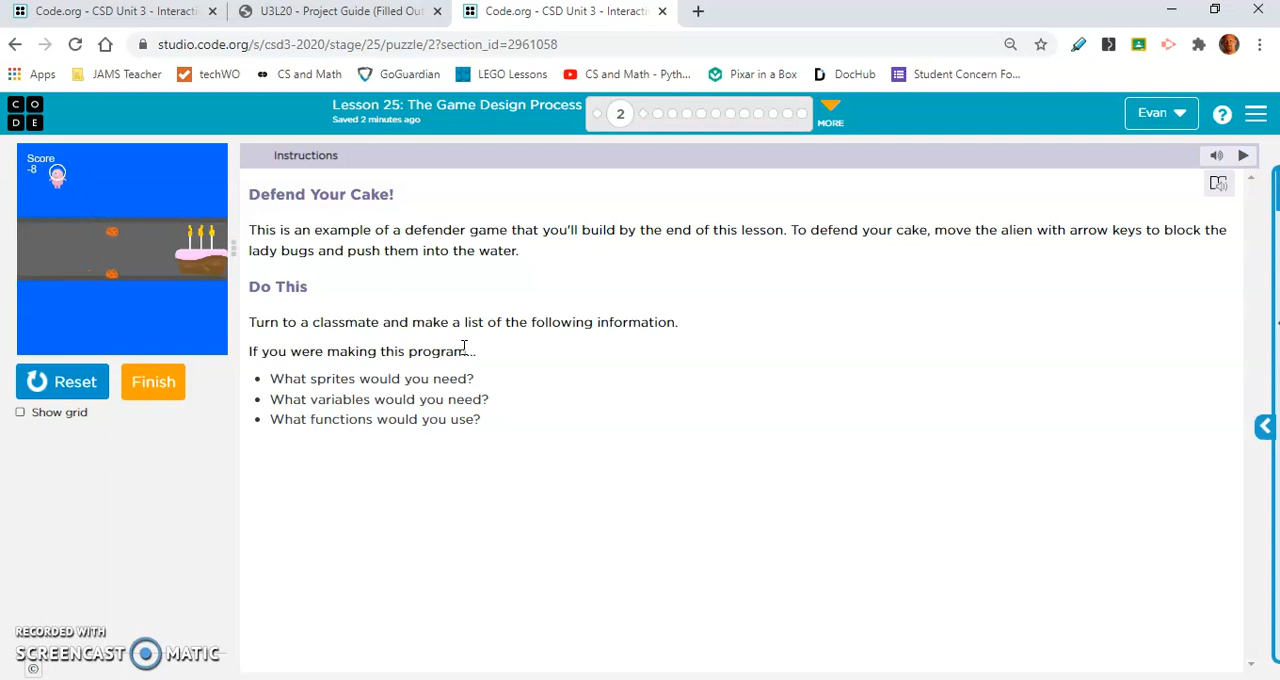 Code.org - CSD Unit 3 - Interacti
U3L20 - Project Guide (Filled Out
Code.org - CSD Unit 3 - Interacti
studio.code.org/s/csd3-2020/stage/25/puzzle/2?section_id=2961058
Apps JAMS Teacher techWO CS and Math GoGuardian LEGO Lessons CS and Math - Pyth... Pixar in a Box DocHub Student Concern Fo...
C O D E
Lesson 25: The Game Design Process
Saved 2 minutes ago
2
MORE
Evan
?
Score
-8
Instructions
Defend Your Cake!
This is an example of a defender game that you'll build by the end of this lesson. To defend your cake, move the alien with arrow keys to block the
lady bugs and push them into the water.
Do This
Turn to a classmate and make a list of the following information.
If you were making this program...
• What sprites would you need?
• What variables would you need?
• What functions would you use?
Reset
Finish
Show grid
RECORDED WITH
SCREENCAST MATIC
©